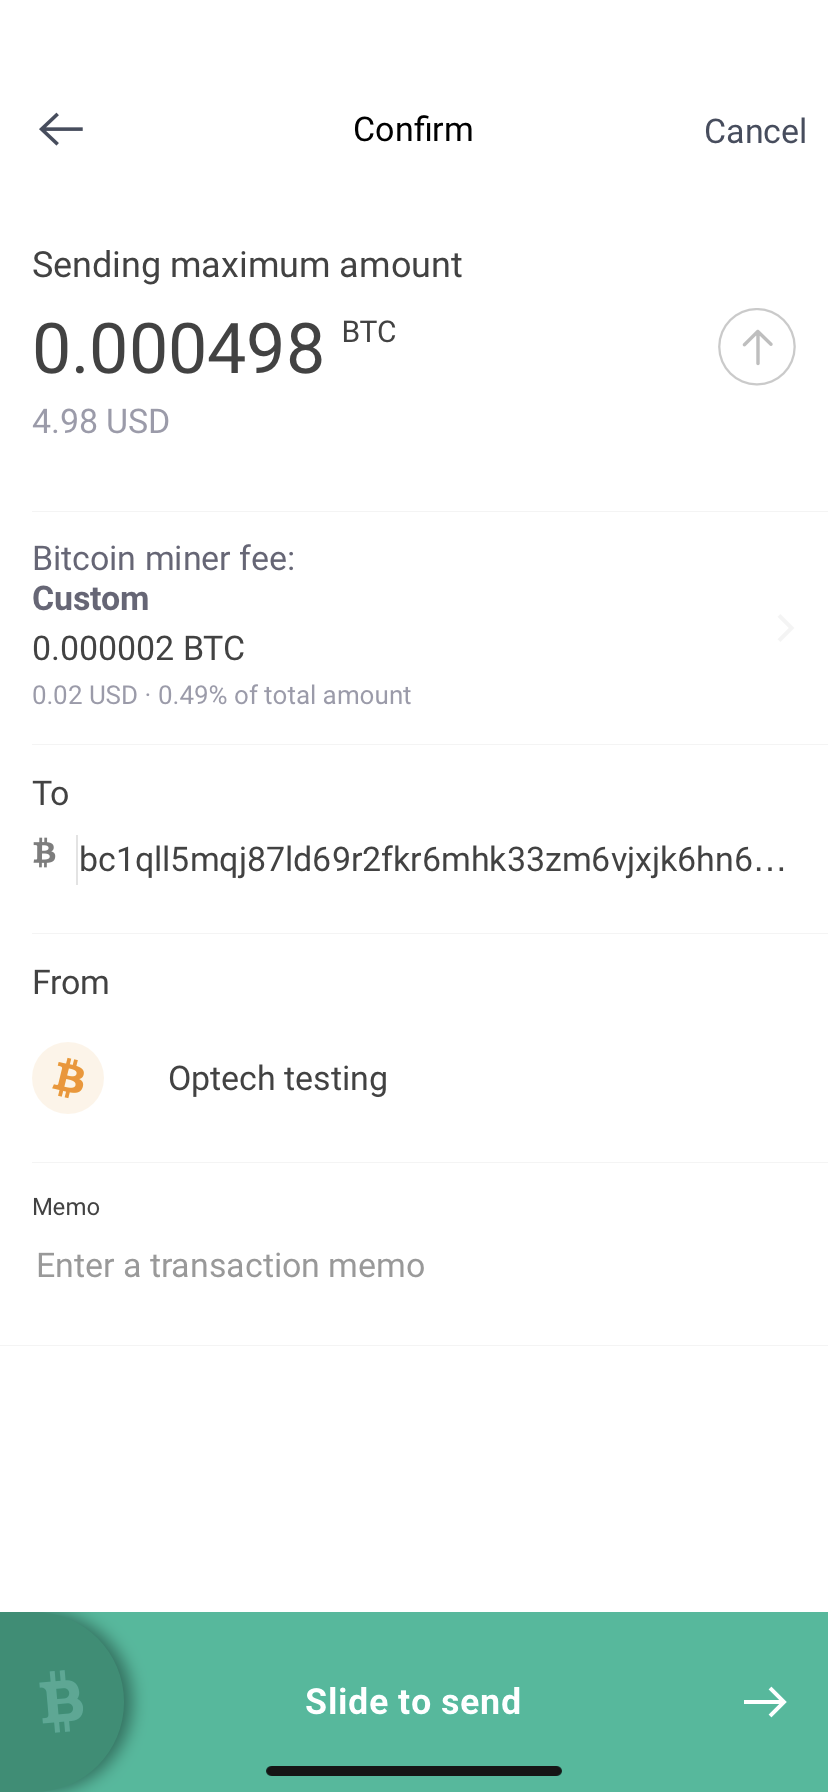 Confirm
Cancel
Sending maximum amount
0.000498 BTC
4.98 USD
Bitcoin miner fee:
Custom
0.000002 BTC
0.02 USD · 0.49% of total amount
To
bc1qll5mqj87ld69r2fkr6mhk33zm6vjxjk6hn6...
From
Optech testing
Memo
Enter a transaction memo
Slide to send